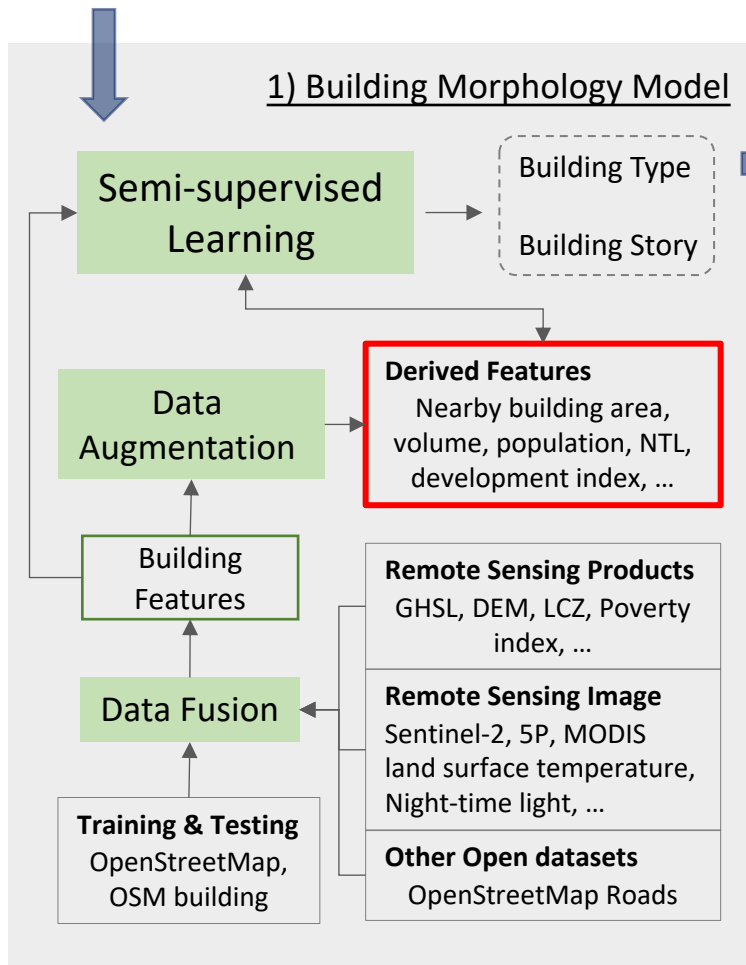 1) Building Morphology Model
Semi-supervised
Learning
Building Type
Building Story
Derived Features
Nearby building area,
volume, population, NTL,
development index, ...
Data
Augmentation
Building
Features
Remote Sensing Products
GHSL, DEM, LCZ, Poverty
index, ...
Data Fusion
Remote Sensing Image
Sentinel-2, 5P, MODIS
land surface temperature,
Night-time light, ...
Training & Testing
OpenStreetMap,
OSM building
Other Open datasets
OpenStreetMap Roads